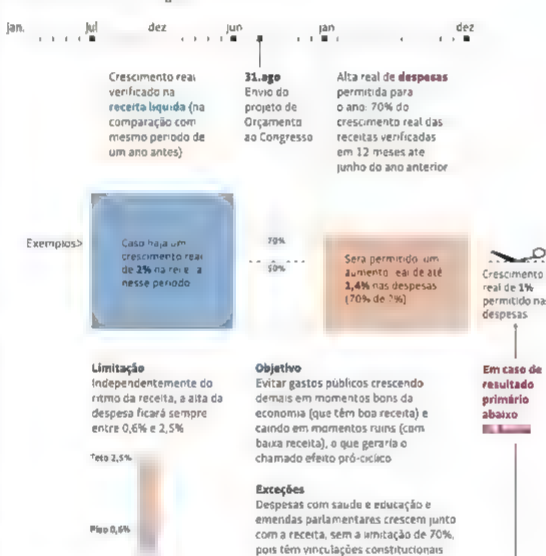 jan.
jul
dez
jun
jan
dez
Crescimento real
verificado na
receita líquida (na
comparação com
mesmo período de
um ano antes)
31.ago
Envio do
projeto de
Orçamento
ao Congresso
Alta real de despesas
permitida para
o ano: 70% do
crescimento real das
receitas verificadas
em 12 meses até
junho do ano anterior
Exemplos>
Caso haja um
crescimento real
de 2% na
nesse período
70%
50%
Será permitido um
aumento real de até
1,4% nas despesas
(70% de 2%)
Crescimento
real de 1%
permitido nas
despesas
Limitação
Independentemente do
ritmo da receita, a alta da
despesa ficará sempre
entre 0,6% e 2,5%
Teto 2,5%
Piso 0,6%
Objetivo
Evitar gastos públicos crescendo
demais em momentos bons da
economia (que têm boa receita) e
caindo em momentos ruins (com
baixa receita), o que geraria o
chamado efeito pró-cíclico
Exceções
Despesas com saúde e educação e
emendas parlamentares crescem junto
com a receita, sem a limitação de 70%,
pois têm vinculações constitucionais
Em caso de
resultado
primário
abaixo